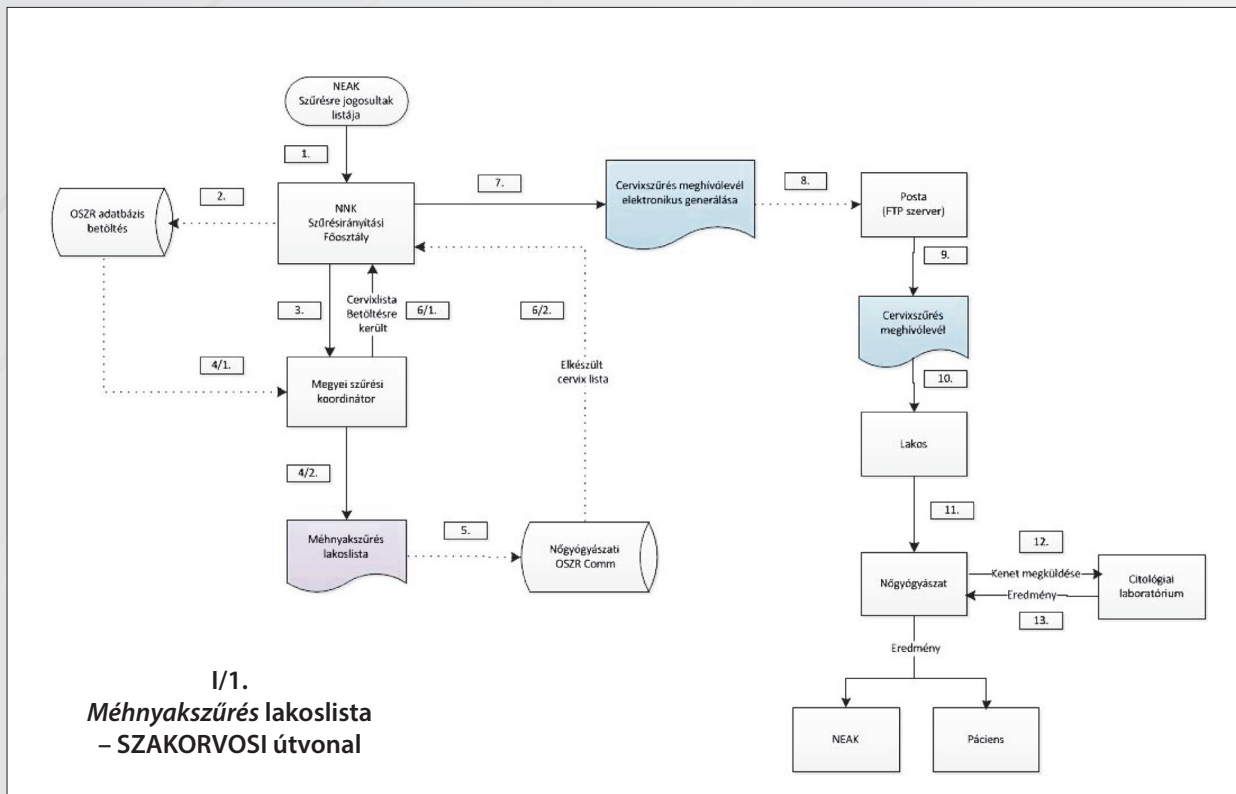 NEAK
Szűrésre jogosultak
listája
1.
2.
OSZR adatbázis
betöltés
NNK
Szűrésirányítási
Főosztály
7.
Cervixszűrés meghívólevél
elektronikus generálása
8.
Posta
(FTP szerver)
9.
3.
Cervixlista
Betöltésre
került
6/1.
6/2.
Cervixszűrés
meghívólevél
4/1.
Megyei szűrési
koordinátor
Elkészült
cervix lista
10.
Lakos
4/2.
11.
Méhnyakszűrés
lakoslista
5.
Nőgyógyászati
OSZR Comm
12.
Nőgyógyászat
Kenet megküldése
Eredmény
Citológiai
laboratórium
13.
Eredmény
NEAK
Páciens
I/1.
Méhnyakszűrés lakoslista
– SZAKORVOSI útvonal